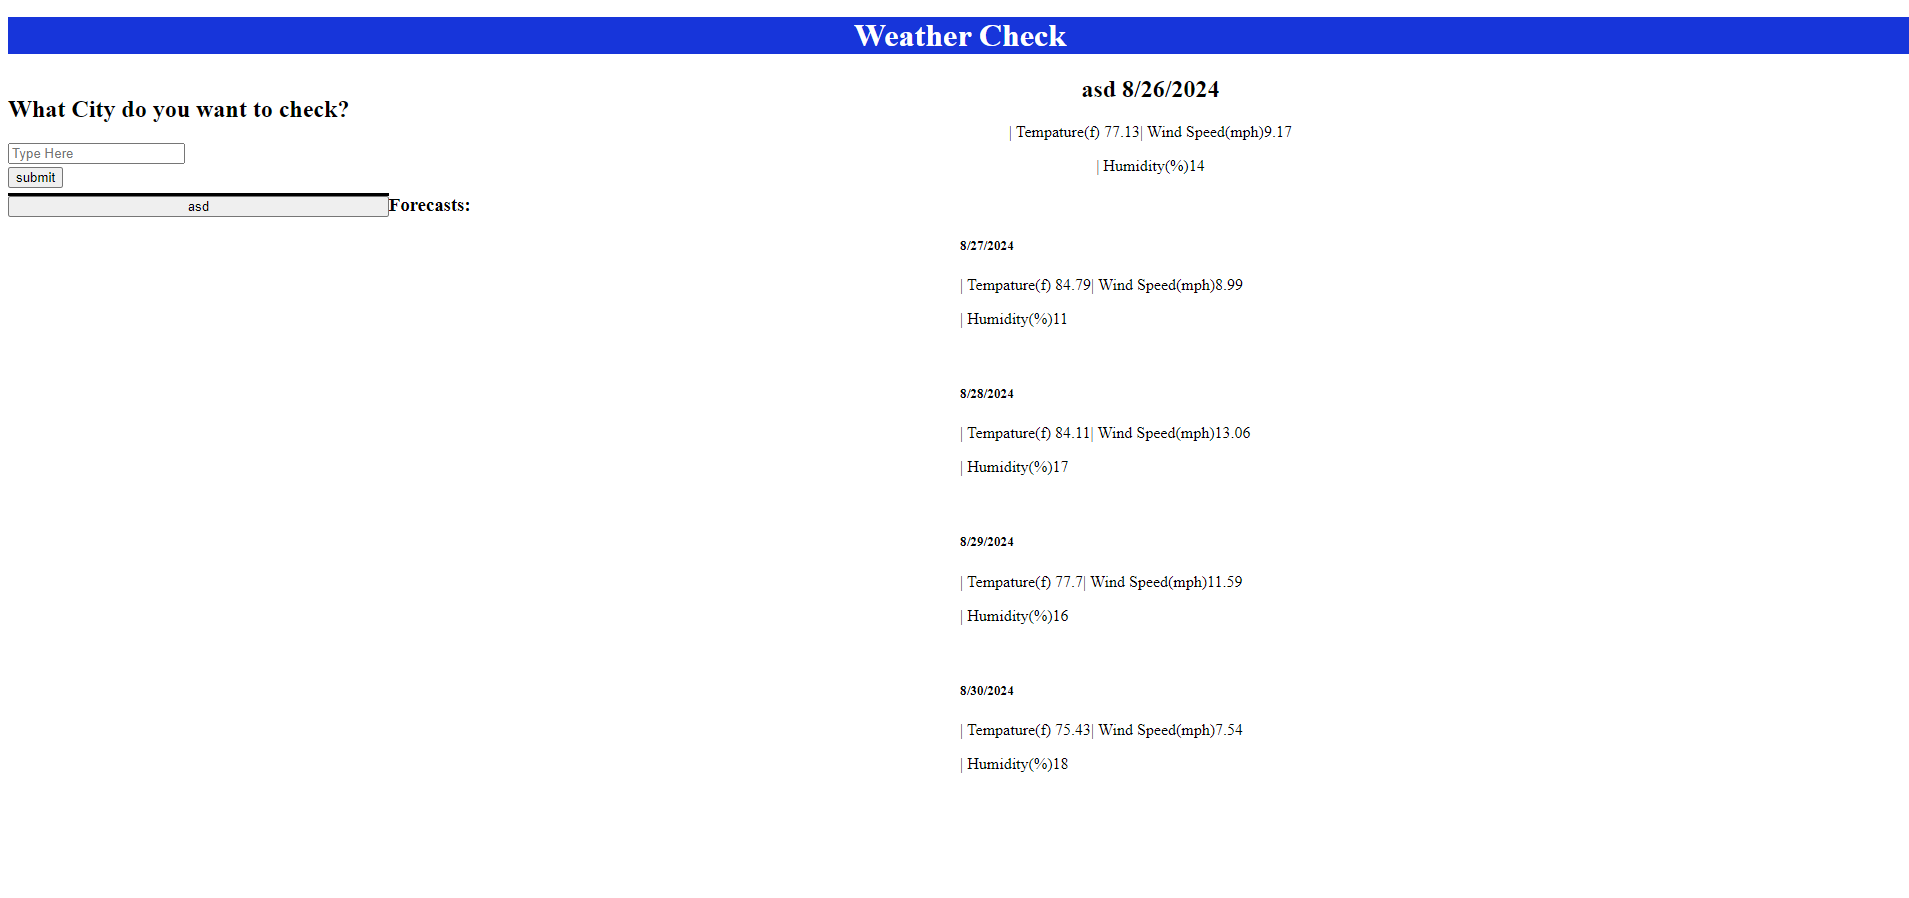 Weather Check
What City do you want to check?
Type Here
submit
asd
asd 8/26/2024
| Tempature(f) 77.13| Wind Speed(mph)9.17
| Humidity(%)14
Forecasts:
8/27/2024
| Tempature(f) 84.79| Wind Speed(mph)8.99
| Humidity(%)11
8/28/2024
| Tempature(f) 84.11| Wind Speed(mph)13.06
| Humidity(%)17
8/29/2024
| Tempature(f) 77.7| Wind Speed(mph)11.59
| Humidity(%)16
8/30/2024
| Tempature(f) 75.43| Wind Speed(mph)7.54
| Humidity(%)18